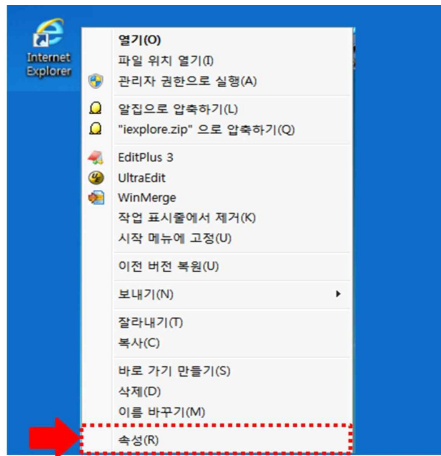 Internet
Explorer
열기(O)
파일 위치 열기(I)
관리자 권한으로 실행(A)
알집으로 압축하기(L)
"iexplore.zip" 으로 압축하기(Q)
EditPlus 3
UltraEdit
WinMerge
작업 표시줄에서 제거(K)
시작 메뉴에 고정(U)
이전 버전 복원(U)
보내기(N)
잘라내기(T)
복사(C)
바로 가기 만들기(S)
삭제(D)
이름 바꾸기(M)
속성(R)